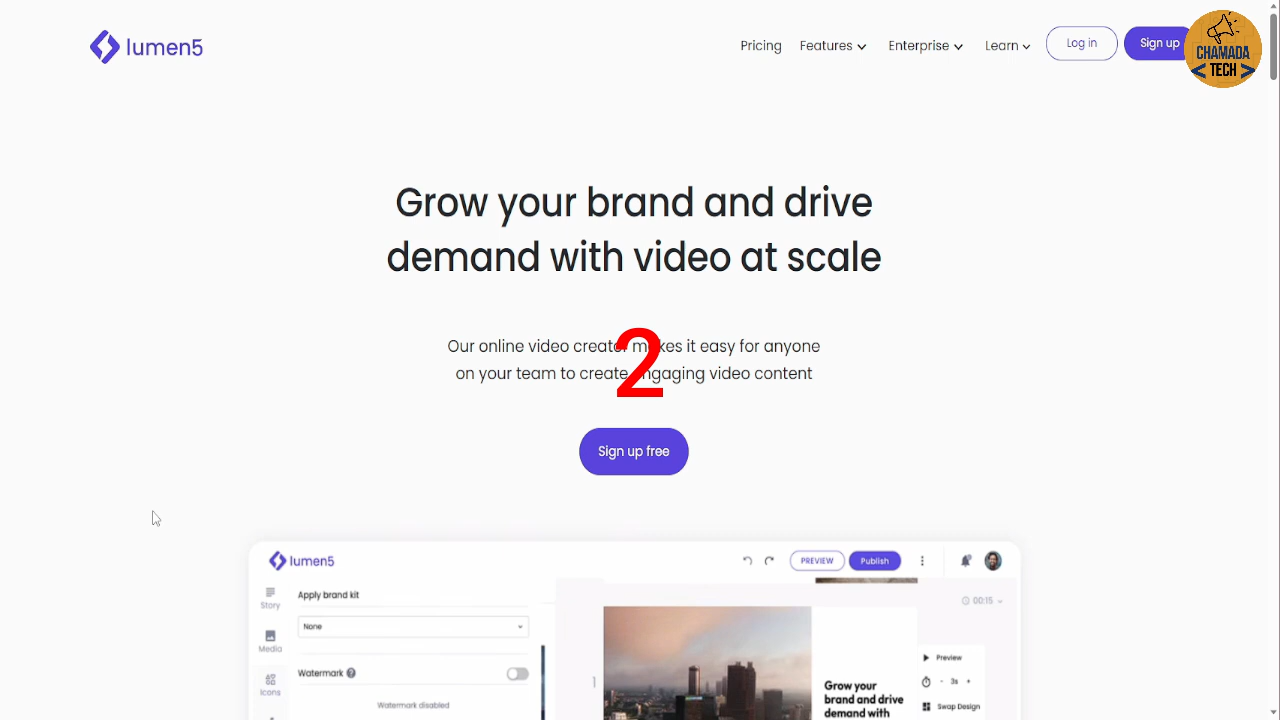 lumen5
Pricing Features Enterprise Learn Log in Sign up
CHAMADA
< TECH >
Grow your brand and drive
demand with video at scale
Our online video creator makes it easy for anyone
on your team to create engaging video content
2
Sign up free
lumen5
PREVIEW Publish
Story
Apply brand kit
00:15
None
Media
Watermark ?
Icons
Watermark disabled
1
Grow your
brand and drive
demand with
Preview
- 3s +
Swap Design